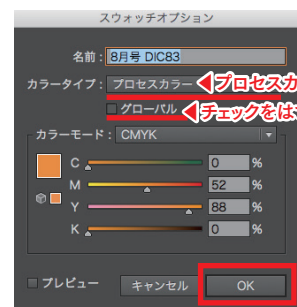 スウォッチオプション
名前： 8月号 DIC83
カラータイプ： プロセスカラー プロセスカ
グローバル チェックをは
カラーモード： CMYK
C 0 %
M 52 %
Y 88 %
K 0 %
プレビュー キャンセル OK